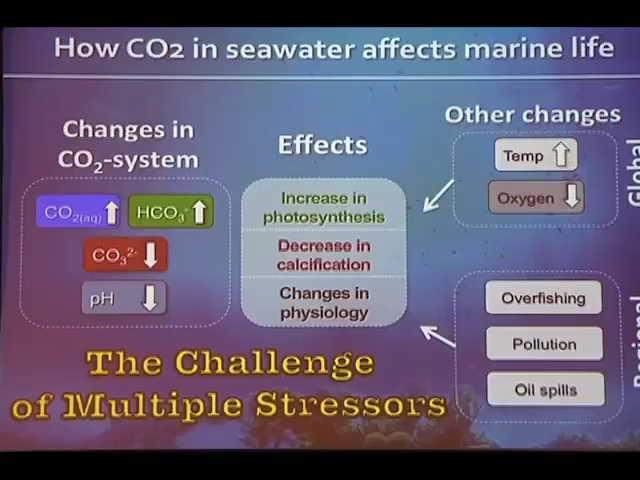 How CO2 in seawater affects marine life
Changes in
CO₂-system
CO₂(aq)
HCO₃⁻
CO₃²⁻
pH
Effects
Increase in
photosynthesis
Decrease in
calcification
Changes in
physiology
Other changes
Temp
Oxygen
Global
Overfishing
Pollution
Oil spills
The Challenge
of Multiple Stressors